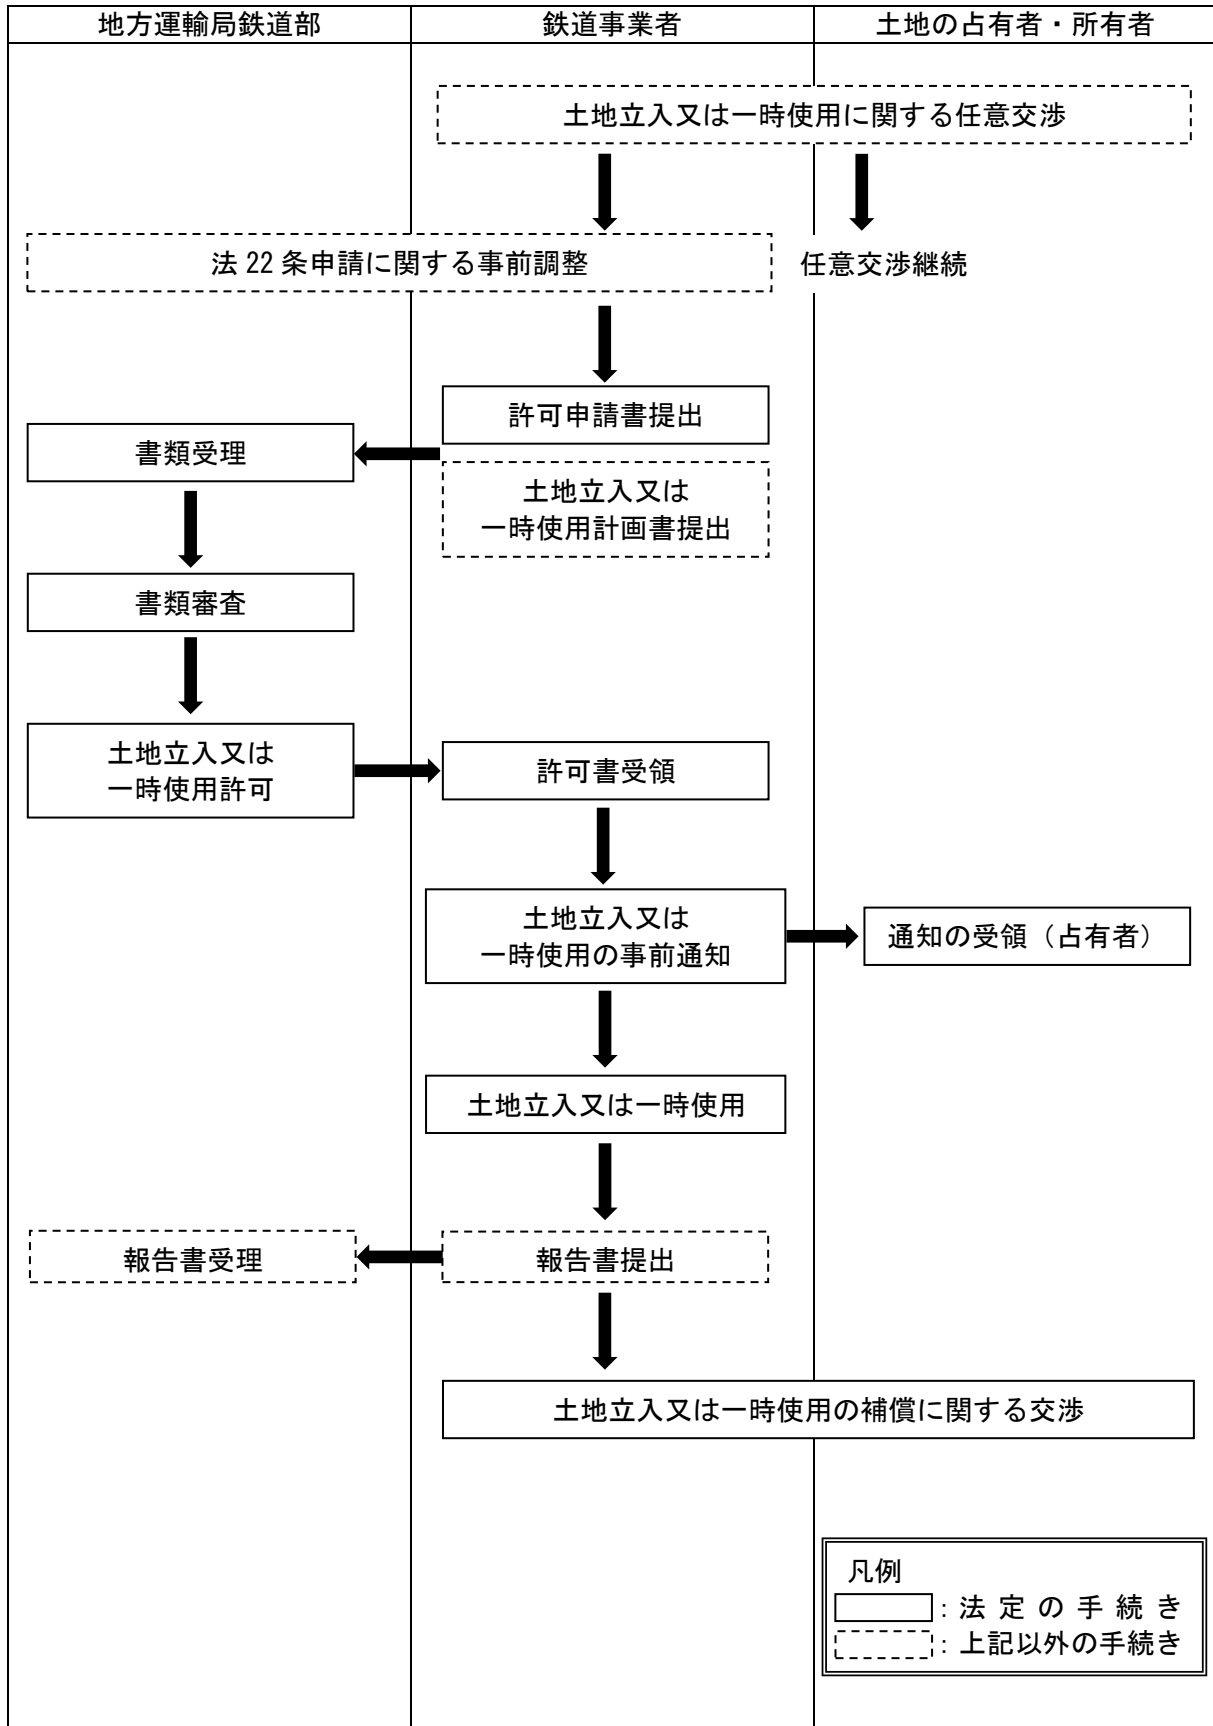 地方運輸局鉄道部
鉄道事業者
土地の占有者・所有者
土地立入又は一時使用に関する任意交渉
法 22 条申請に関する事前調整
任意交渉継続
許可申請書提出
書類受理
土地立入又は
一時使用計画書提出
書類審査
土地立入又は
一時使用許可
許可書受領
土地立入又は
一時使用の事前通知
通知の受領（占有者）
土地立入又は一時使用
報告書受理
報告書提出
土地立入又は一時使用の補償に関する交渉
凡例
：法定の手続き
：上記以外の手続き